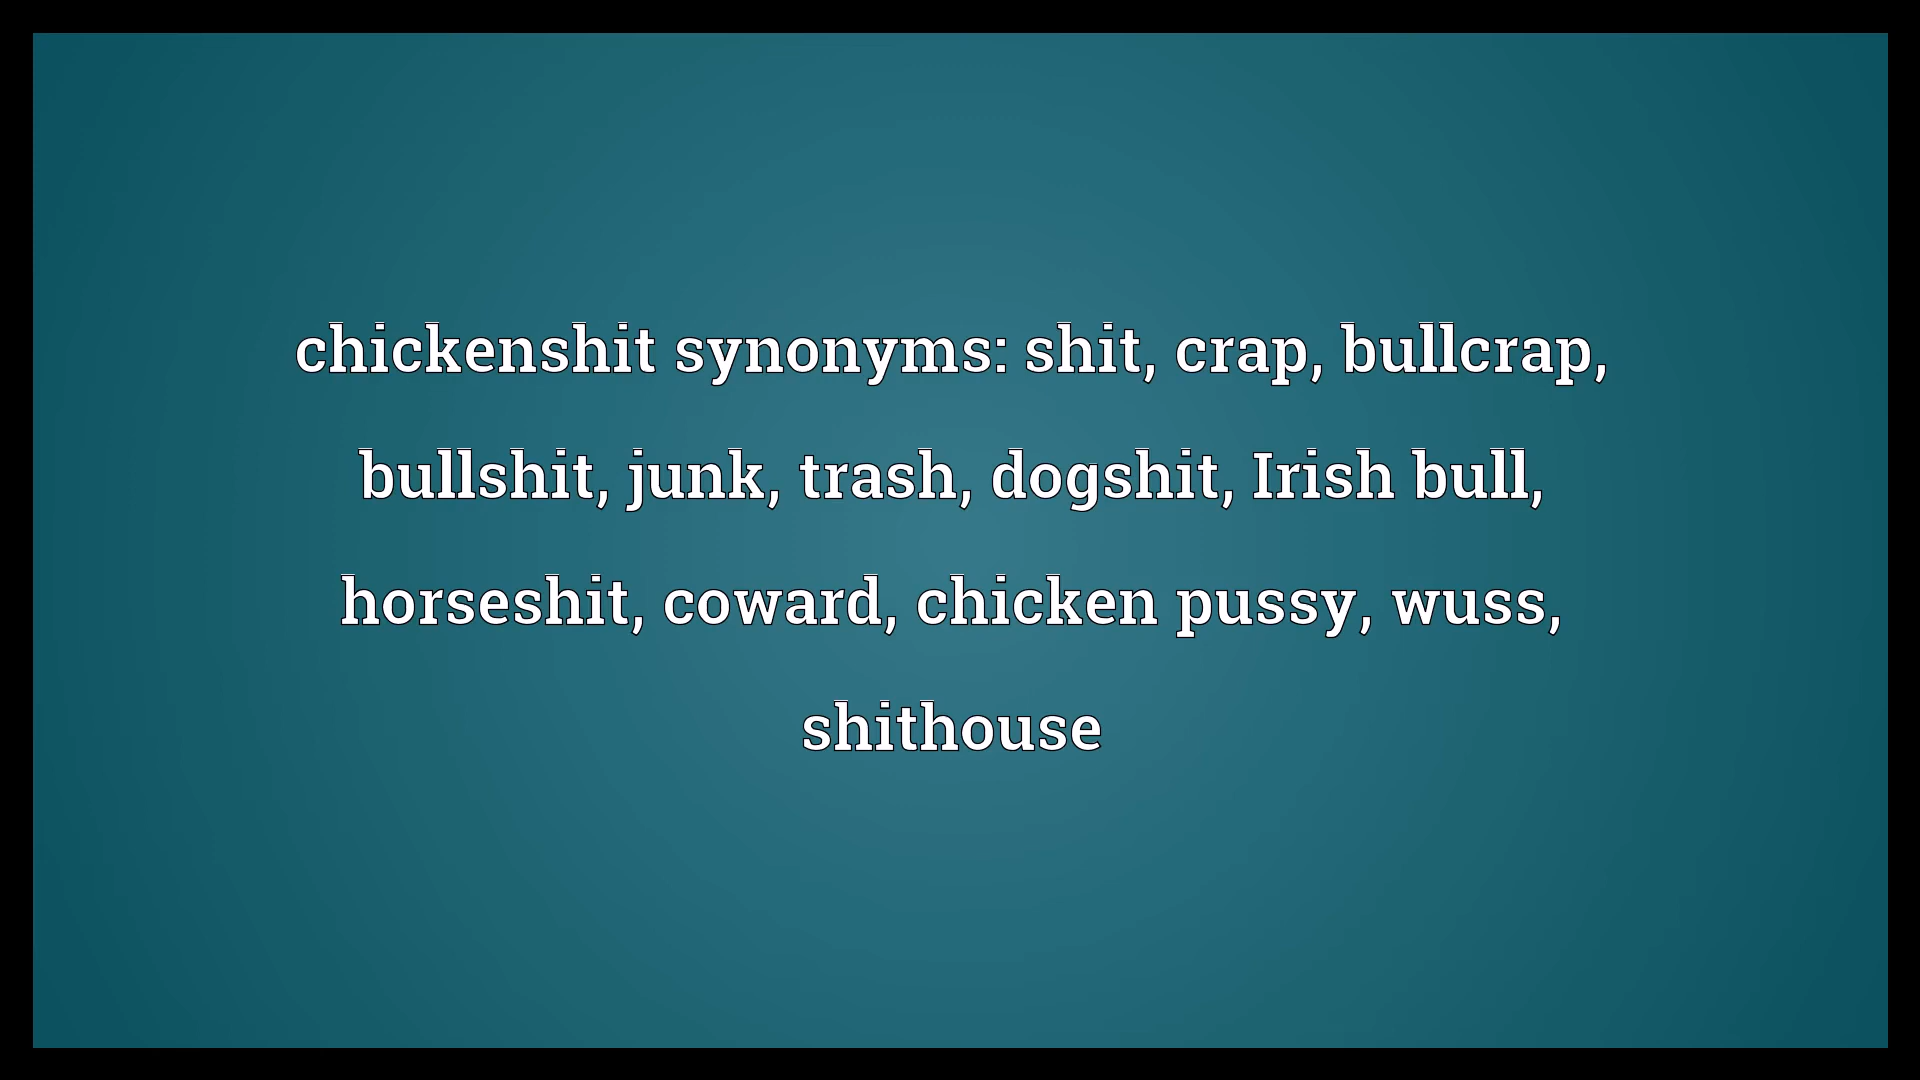 chickenshit synonyms: shit, crap, bullcrap,
bullshit, junk, trash, dogshit, Irish bull,
horseshit, coward, chicken pussy, wuss,
shithouse